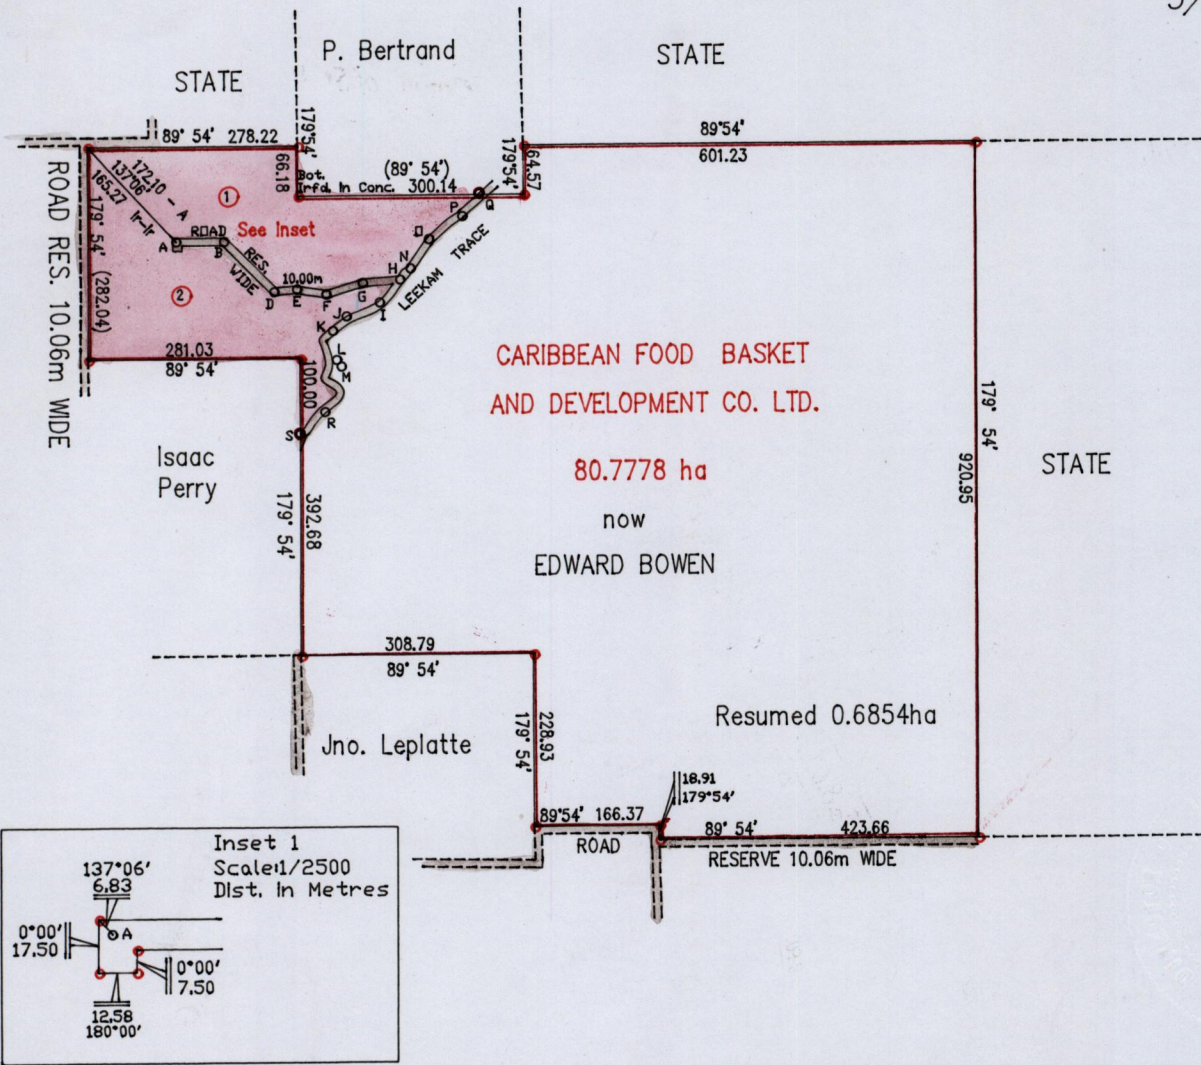 P. Bertrand
STATE
STATE
89° 54' 278.22
179°54'
66.18
Bot.
Irfd. In Conc.
(89° 54')
300.14
179°54'
64.57
89°54'
601.23
ROAD RES. 10.06m WIDE
179° 54' (282.04)
172.10 - A
13706
165.27 Ir-Ir
1
See Inset
A
ROAD
B
RES.
WIDE
10.00m
D
E
F
G
H
I
J
K
L
M
N
O
P
Q
R
S
LEEKAM TRACE
2
281.03
89° 54'
100.00
CARIBBEAN FOOD BASKET
AND DEVELOPMENT CO. LTD.
80.7778 ha
now
EDWARD BOWEN
179° 54'
920.95
STATE
Isaac
Perry
392.68
179° 54'
308.79
89° 54'
Jno. Leplatte
228.93
179° 54'
Resumed 0.6854ha
18.91
179°54'
89°54' 166.37
ROAD
89° 54' 423.66
RESERVE 10.06m WIDE
Inset 1
Scale:1/2500
Dist. in Metres
137°06'
6.83
A
0°00'
17.50
0°00'
7.50
12.58
180°00'